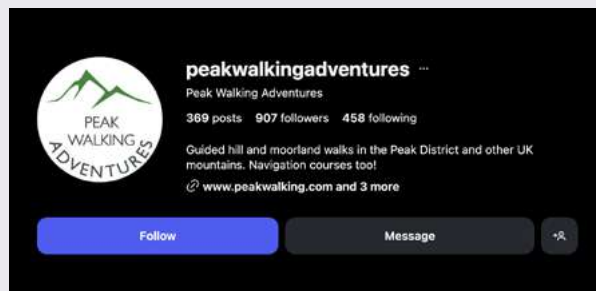 peakwalkingadventures ...
Peak Walking Adventures
369 posts 907 followers 458 following
PEAK
WALKING
ADVENTURES
Guided hill and moorland walks in the Peak District and other UK
mountains. Navigation courses too!
www.peakwalking.com and 3 more
Follow Message